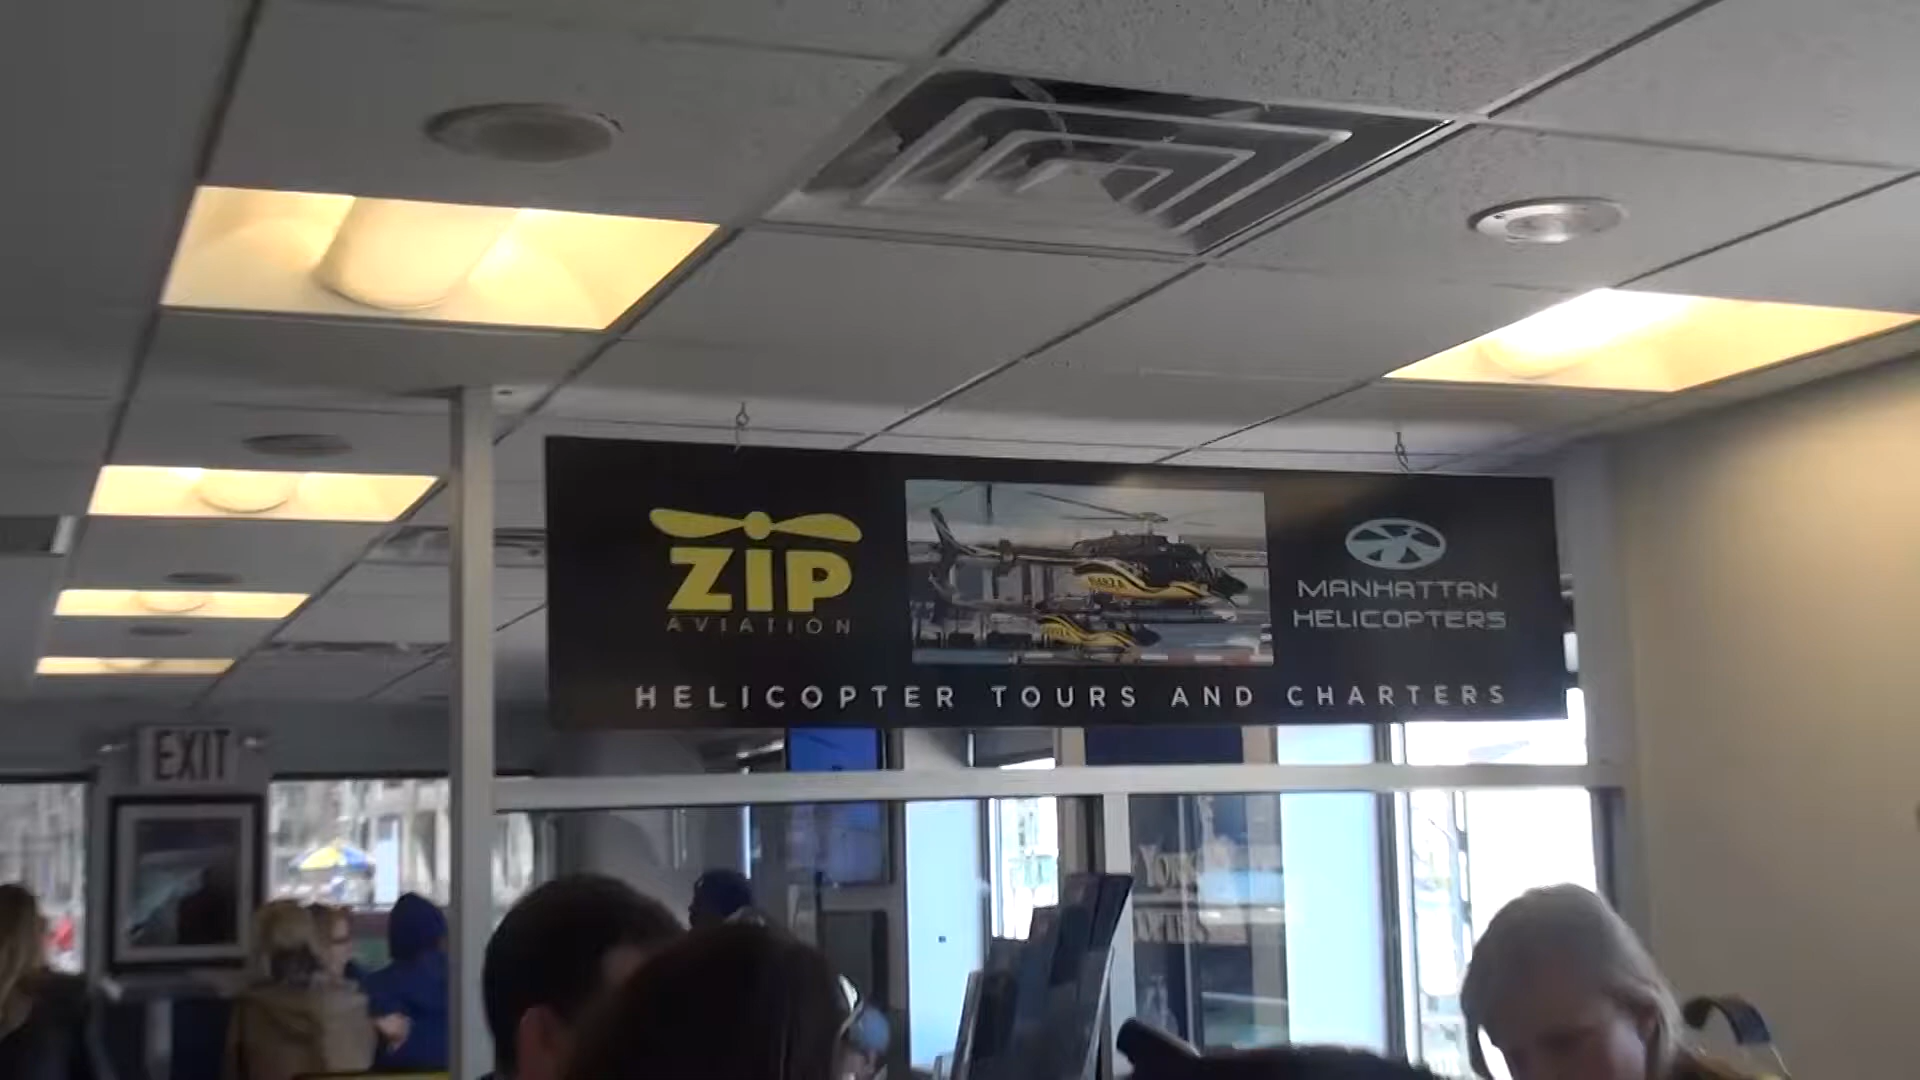 ZIP
AVIATION
MANHATTAN
HELICOPTERS
HELICOPTER TOURS AND CHARTERS
EXIT